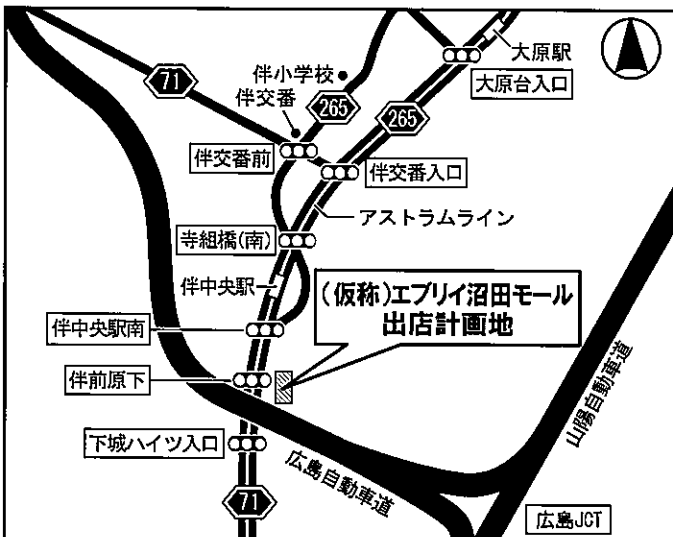 大原駅
71
伴小学校
大原台入口
伴交番
265
265
伴交番前
伴交番入口
アストラムライン
寺組橋(南)
伴中央駅
(仮称)エブリイ沼田モール
出店計画地
伴中央駅南
伴前原下
山陽自動車道
下城ハイツ入口
広島自動車道
71
広島JCT